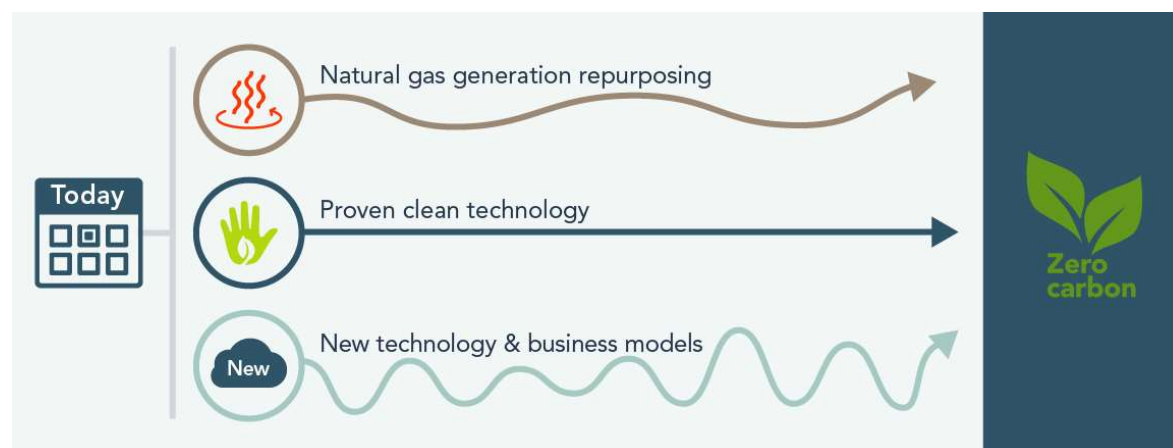 Natural gas generation repurposing
Today
Proven clean technology
New technology & business models
New
Zero
carbon